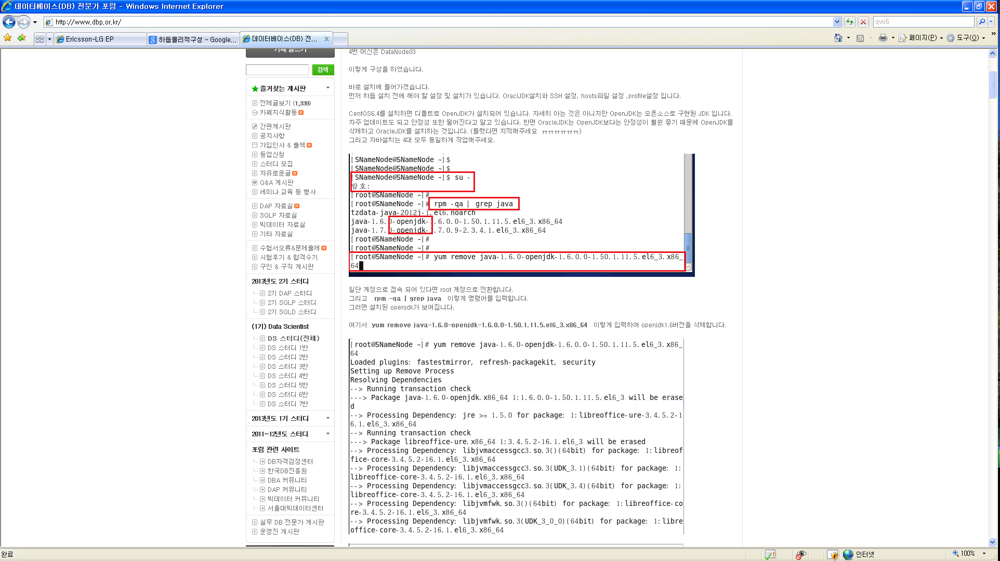 데이터베이스(DB) 전문가 포럼 - Windows Internet Explorer
http://www.dbp.or.kr/
qvo6
Ericsson-LG EP
하둡물리적구성 - Google...
데이터베이스(DB) 전...
페이지(P)
도구(O)
검색
즐겨찾는 게시판
전체글보기 (1,339)
카페지식활동
간편게시판
공지사항
가입인사 & 출첵
등업신청
스터디 모집
자유로운글
Q&A 게시판
세미나 교육 등 행사
DAP 자료실
SQLP 자료실
빅데이터 자료실
기타 자료실
수험서오류&문제출제
시험후기 & 합격수기
구인 & 구직 게시판
2013년도 2기 스터디
2기 DAP 스터디
2기 SQLP 스터디
2기 SQLD 스터디
(1기) Data Scientist
DS 스터디(전체)
DS 스터디 1반
DS 스터디 2반
DS 스터디 3반
DS 스터디 4반
DS 스터디 5반
DS 스터디 6반
DS 스터디 7반
2013년도 1기 스터디
2011~12년도 스터디
포럼 관련 사이트
DB자격검정센터
한국DB진흥원
DBA 커뮤니티
DAP 커뮤니티
빅데이터 커뮤니티
서울대빅데이터센터
실무 DB 전문가 게시판
운영진 게시판
4번 머신은 DataNode03
이렇게 구성을 하였습니다.
바로 설치에 들어가겠습니다.
먼저 하둡 설치 전에 해야 할 설정 및 설치가 있습니다. OraclJDK설치와 SSH 설정, hosts파일 설정 ,profile설정 입니다.
CentOS6.4를 설치하면 디폴트로 OpenJDK가 설치되어 있습니다. 자세히 아는 것은 아니지만 OpenJDK는 오픈소스로 구현된 JDK 입니다.
자주 업데이트도 되고 안정성 또한 떨어진다고 알고 있습니다. 반면 OracleJDK는 OpenJDK보다는 안정성이 훨씬 좋기 때문에 OpenJDK를
삭제하고 OracleJDK를 설치하는 것입니다. (틀렸다면 지적해주세요 ㅠㅠㅠㅠㅠㅠ)
그리고 자바설치는 4대 모두 동일하게 작업해주세요.
[SNameNode@SNameNode ~]$
[SNameNode@SNameNode ~]$
[SNameNode@SNameNode ~]$ su -
암호:
[root@SNameNode ~]#
[root@SNameNode ~]# rpm -qa | grep java
tzdata-java-2012j-1.el6.noarch
java-1.6.0-openjdk-1.6.0.0-1.50.1.11.5.el6_3.x86_64
java-1.7.0-openjdk-1.7.0.9-2.3.4.1.el6_3.x86_64
[root@SNameNode ~]#
[root@SNameNode ~]#
[root@SNameNode ~]# yum remove java-1.6.0-openjdk-1.6.0.0-1.50.1.11.5.el6_3.x86_
64
일단 계정으로 접속 되어 있다면 root 계정으로 전환합니다.
그리고 rpm -qa | grep java 이렇게 명령어를 입력합니다.
그러면 설치된 openjdk가 보여집니다.
여기서 yum remove java-1.6.0-openjdk-1.6.0.0-1.50.1.11.5.el6_3.x86_64 이렇게 입력하여 openjdk1.6버전을 삭제합니다.
[root@SNameNode ~]# yum remove java-1.6.0-openjdk-1.6.0.0-1.50.1.11.5.el6_3.x86_
64
Loaded plugins: fastestmirror, refresh-packagekit, security
Setting up Remove Process
Resolving Dependencies
--> Running transaction check
---> Package java-1.6.0-openjdk.x86_64 1:1.6.0.0-1.50.1.11.5.el6_3 will be erase
d
--> Processing Dependency: jre >= 1.5.0 for package: 1:libreoffice-ure-3.4.5.2-1
6.1.el6_3.x86_64
--> Running transaction check
---> Package libreoffice-ure.x86_64 1:3.4.5.2-16.1.el6_3 will be erased
--> Processing Dependency: libjvmaccessgcc3.so.3()(64bit) for package: 1:libreof
fice-core-3.4.5.2-16.1.el6_3.x86_64
--> Processing Dependency: libjvmaccessgcc3.so.3(UDK_3.1)(64bit) for package: 1:
libreoffice-core-3.4.5.2-16.1.el6_3.x86_64
--> Processing Dependency: libjvmaccessgcc3.so.3(UDK_3.4)(64bit) for package: 1:
libreoffice-core-3.4.5.2-16.1.el6_3.x86_64
--> Processing Dependency: libjvmfwk.so.3()(64bit) for package: 1:libreoffice-co
re-3.4.5.2-16.1.el6_3.x86_64
--> Processing Dependency: libjvmfwk.so.3(UDK_3_0_0)(64bit) for package: 1:libre
office-core-3.4.5.2-16.1.el6_3.x86_64
완료
인터넷
100%